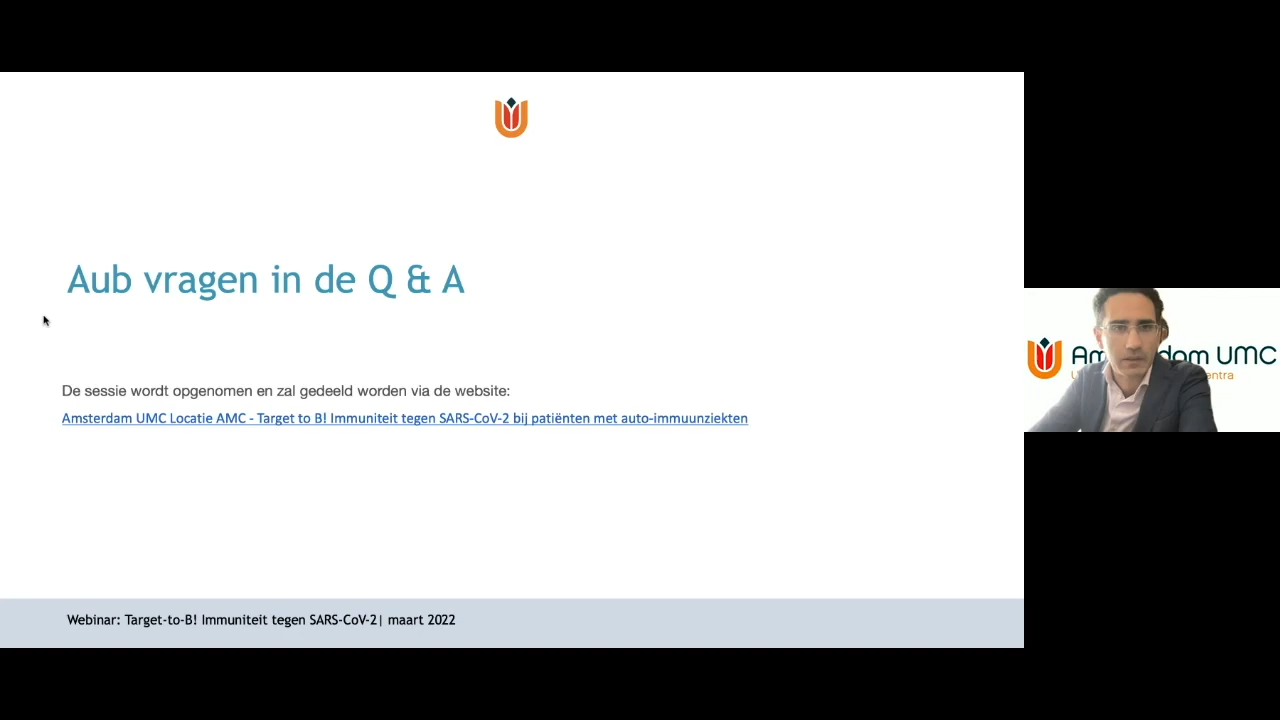 Aub vragen in de Q & A
De sessie wordt opgenomen en zal gedeeld worden via de website:
Amsterdam UMC Locatie AMC - Target to B! Immuniteit tegen SARS-CoV-2 bij patiënten met auto-immuunziekten
Webinar: Target-to-B! Immuniteit tegen SARS-CoV-2| maart 2022
UMC